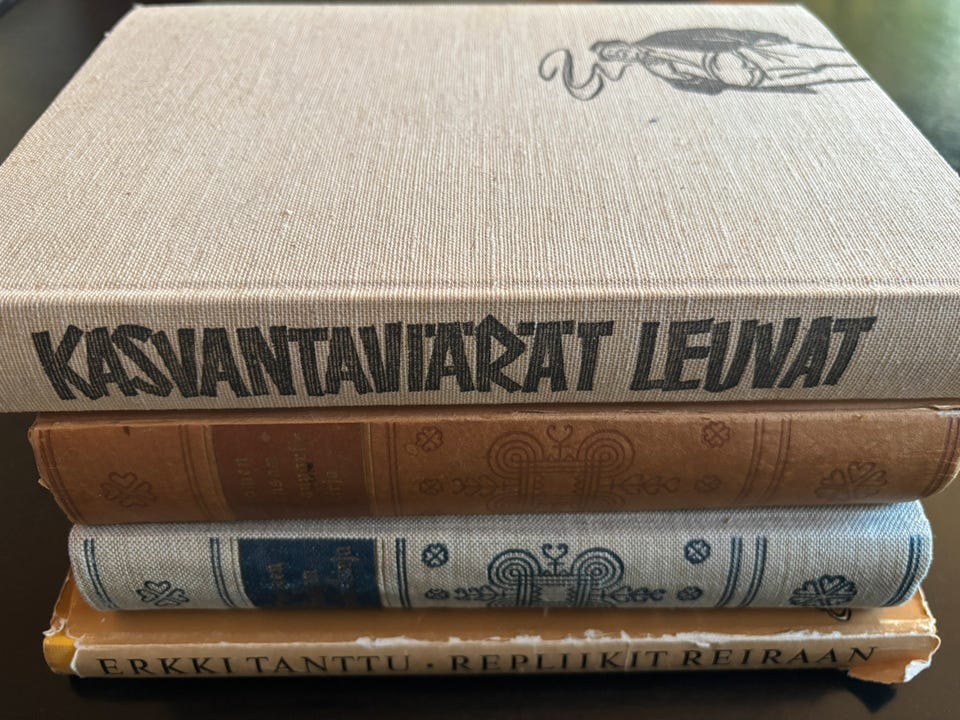 KASVANTAVIÄRÄT LEUVAT
ERKKI TANTTU • REPLIIKIT REIRAAN